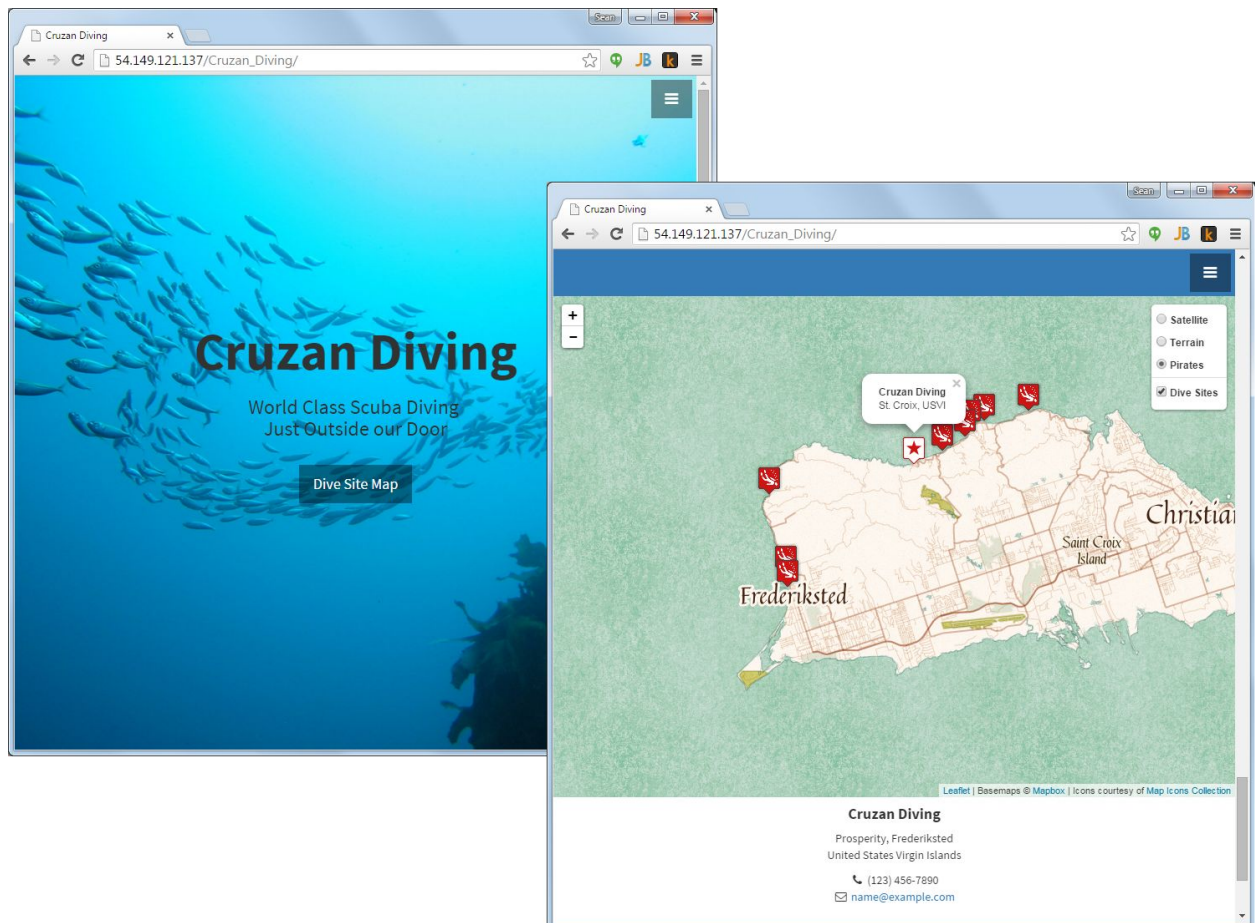 Sean
Cruzan Diving
54.149.121.137/Cruzan_Diving/
JB
k
Cruzan Diving
World Class Scuba Diving
Just Outside our Door
Dive Site Map
Sean
Cruzan Diving
54.149.121.137/Cruzan_Diving/
JB
k
+
-
Satellite
Terrain
Pirates
Dive Sites
Cruzan Diving
St. Croix, USVI
Christia
Saint Croix
Island
Frederiksted
Leaflet | Basemaps © Mapbox | Icons courtesy of Map Icons Collection
Cruzan Diving
Prosperity, Frederiksted
United States Virgin Islands
(123) 456-7890
name@example.com